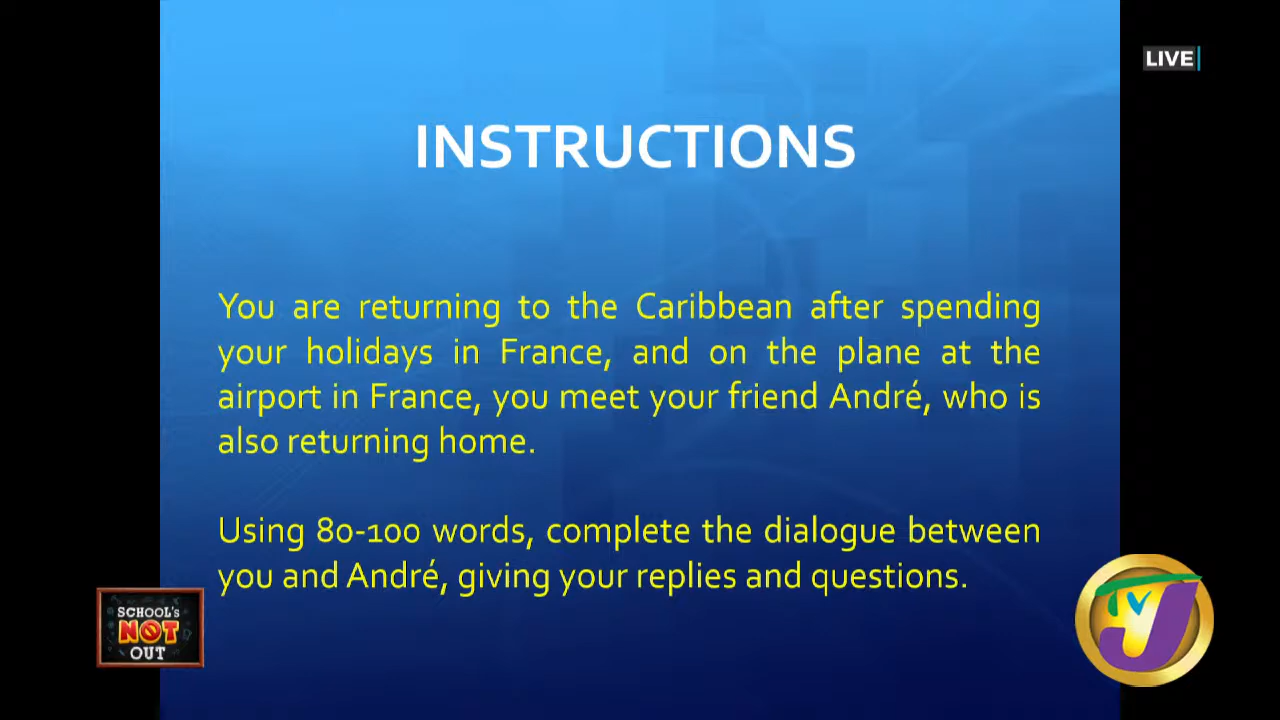 LIVE
INSTRUCTIONS
You are returning to the Caribbean after spending
your holidays in France, and on the plane at the
airport in France, you meet your friend André, who is
also returning home.
Using 80-100 words, complete the dialogue between
you and André, giving your replies and questions.
SCHOOL's
NOT
OUT
TVJ